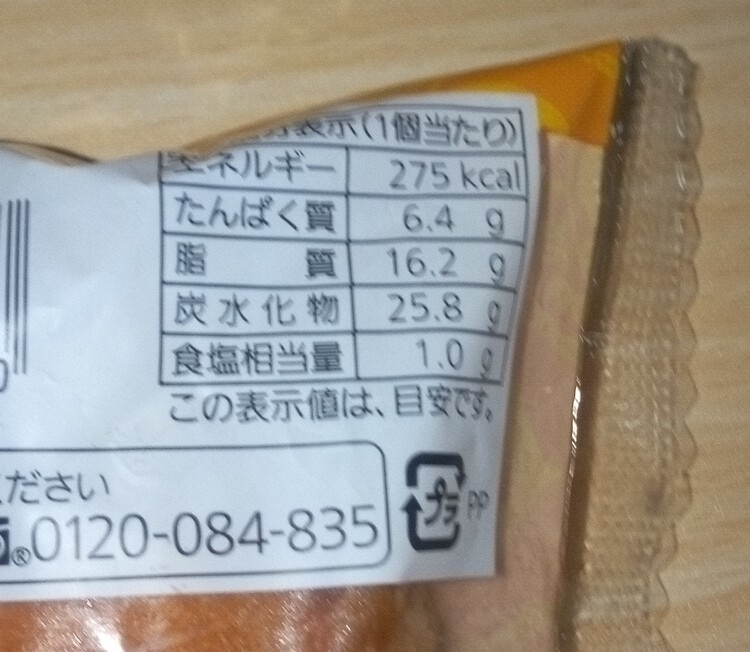 分表示(1個当たり)
エネルギー 275 kcal
たんぱく質 6.4 g
脂質 16.2 g
炭水化物 25.8 g
食塩相当量 1.0 g
この表示値は、目安です。
ください
®0120-084-835
プラ PP